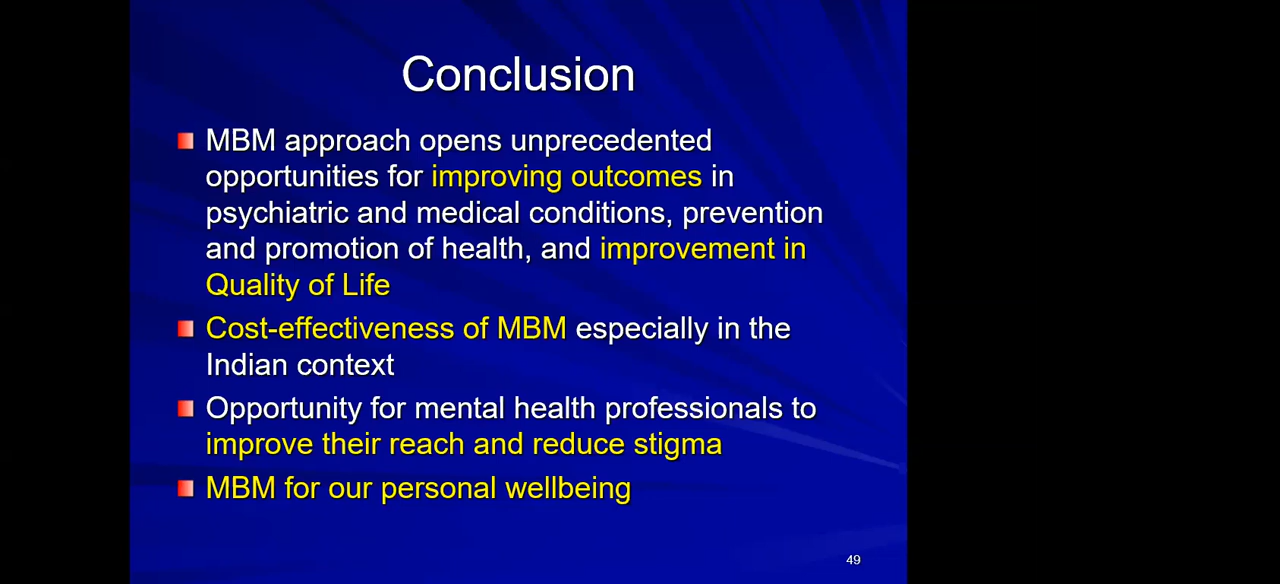 Conclusion
MBM approach opens unprecedented
opportunities for improving outcomes in
psychiatric and medical conditions, prevention
and promotion of health, and improvement in
Quality of Life
Cost-effectiveness of MBM especially in the
Indian context
Opportunity for mental health professionals to
improve their reach and reduce stigma
MBM for our personal wellbeing
49